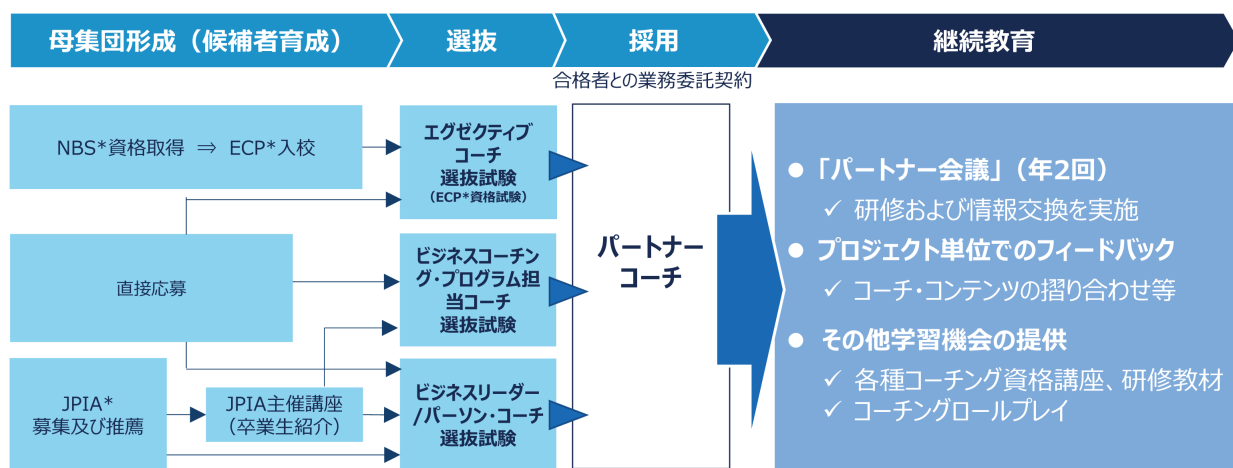 母集団形成（候補者育成）
選抜
採用
継続教育
合格者との業務委託契約
NBS*資格取得 ⇒ ECP*入校
直接応募
JPIA*
募集及び推薦
JPIA主催講座
（卒業生紹介）
エグゼクティブ
コーチ
選抜試験
（ECP*資格試験）
ビジネスコーチン
グ・プログラム担
当コーチ
選抜試験
ビジネスリーダー
/パーソン・コーチ
選抜試験
パートナー
コーチ
● 「パートナー会議」（年2回）
✓ 研修および情報交換を実施
● プロジェクト単位でのフィードバック
✓ コーチ・コンテンツの摺り合わせ等
● その他学習機会の提供
✓ 各種コーチング資格講座、研修教材
✓ コーチングロールプレイ